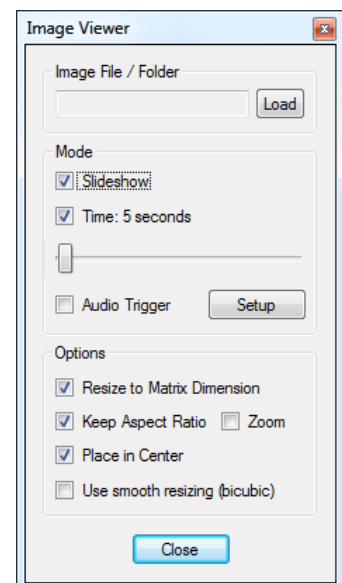 Image Viewer
Image File / Folder
Load
Mode
Slideshow
Time: 5 seconds
Audio Trigger Setup
Options
Resize to Matrix Dimension
Keep Aspect Ratio Zoom
Place in Center
Use smooth resizing (bicubic)
Close